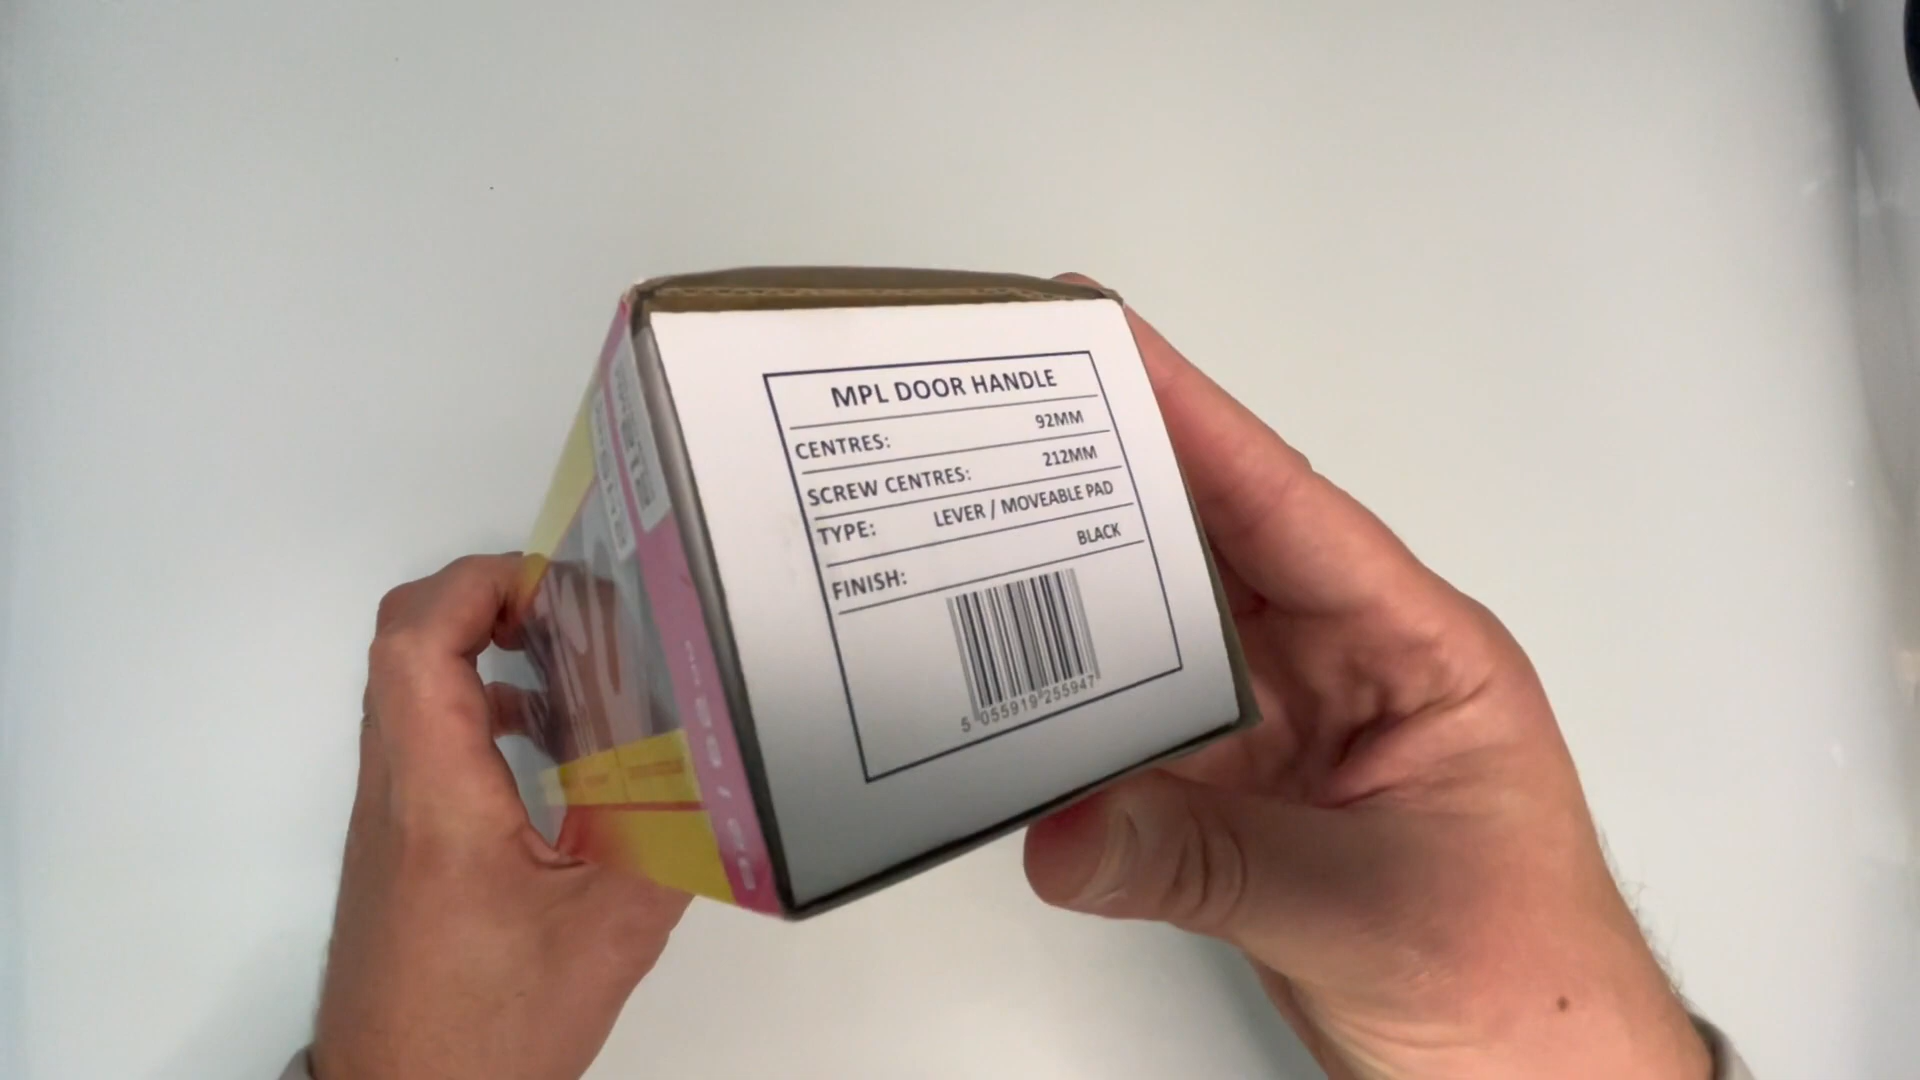 MPL DOOR HANDLE
CENTRES: 92MM
SCREW CENTRES: 212MM
TYPE: LEVER / MOVEABLE PAD
FINISH: BLACK
5 055919 255947